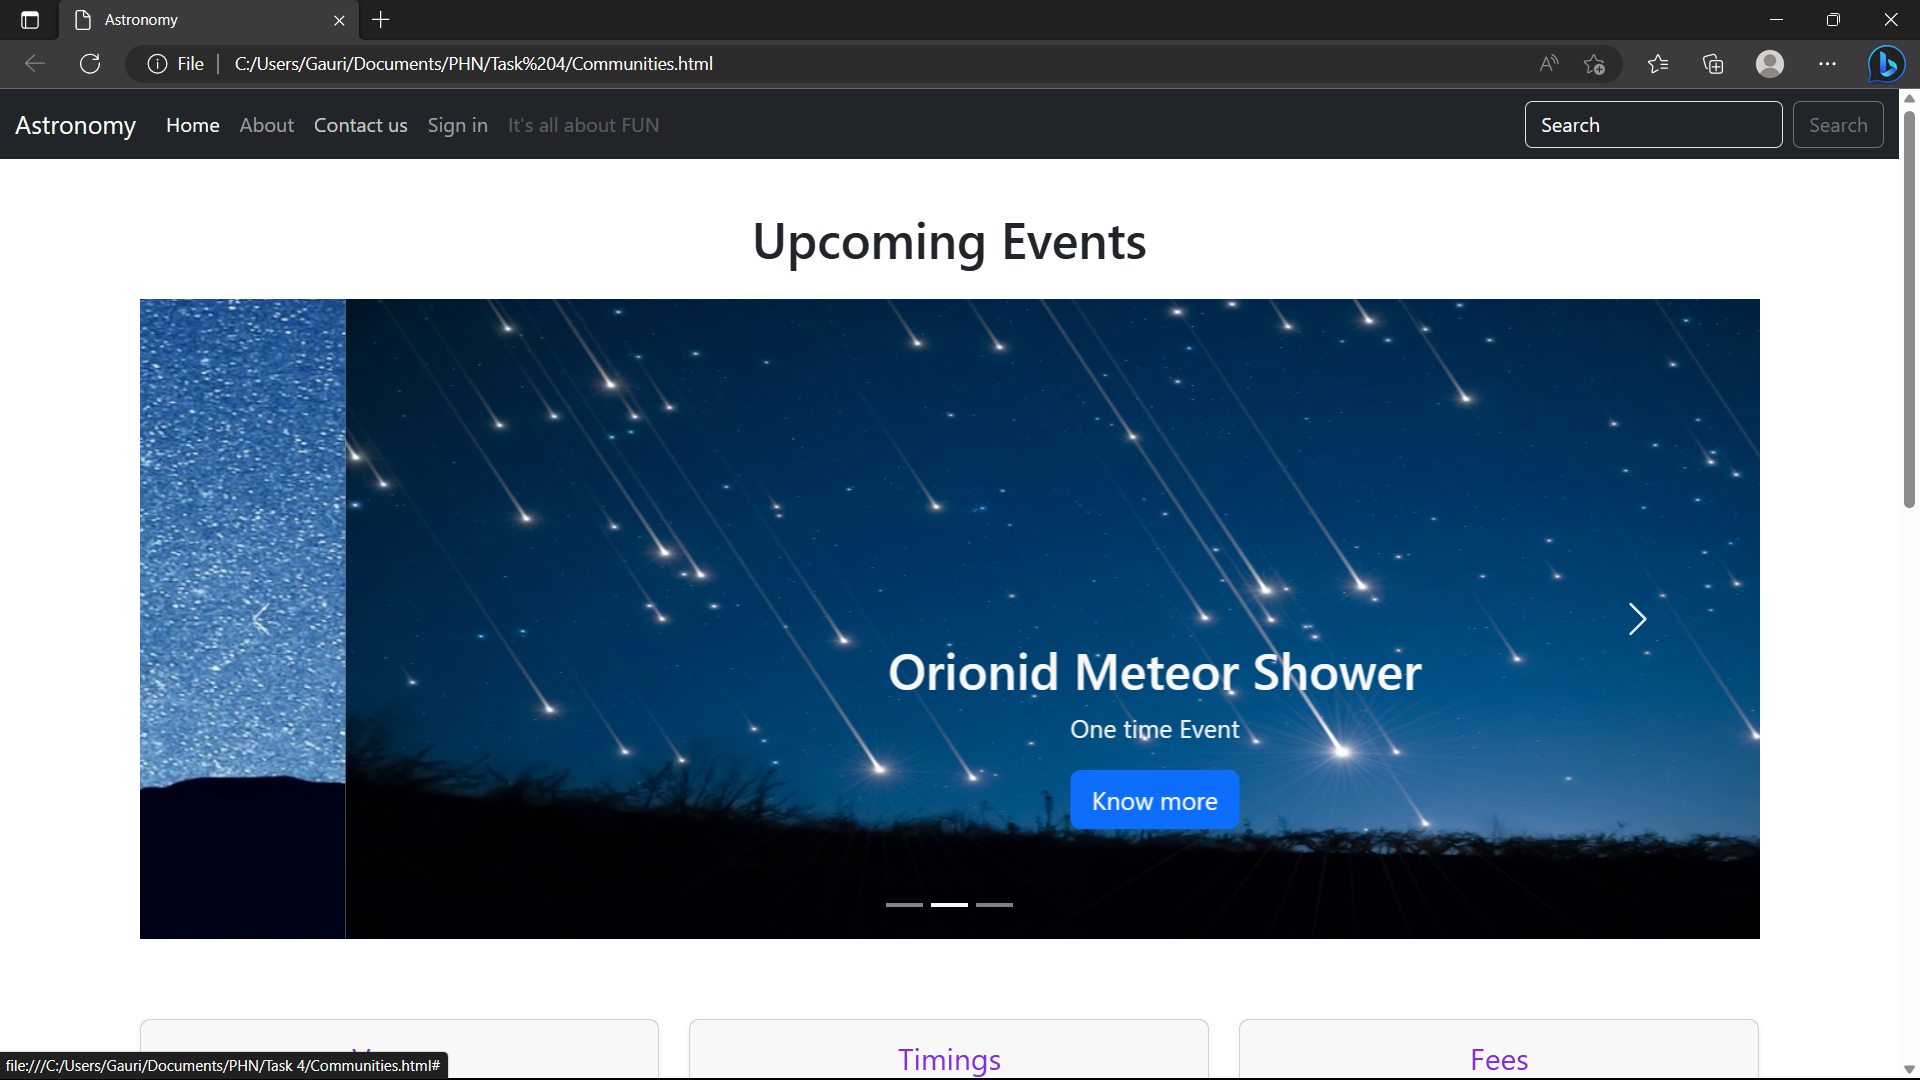 Astronomy
File C:/Users/Gauri/Documents/PHN/Task%204/Communities.html
Astronomy Home About Contact us Sign in It's all about FUN Search Search
Upcoming Events
Orionid Meteor Shower
One time Event
Know more
Timings Fees
file:///C:/Users/Gauri/Documents/PHN/Task 4/Communities.html#